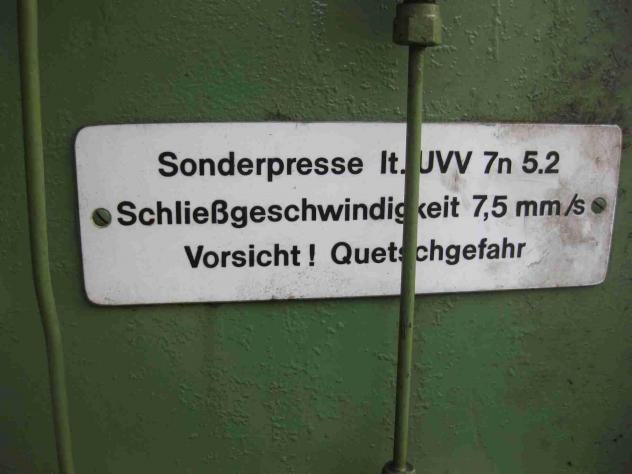 Sonderpresse lt. UVV 7n 5.2
Schließgeschwindigkeit 7,5 mm/s
Vorsicht! Quetschgefahr